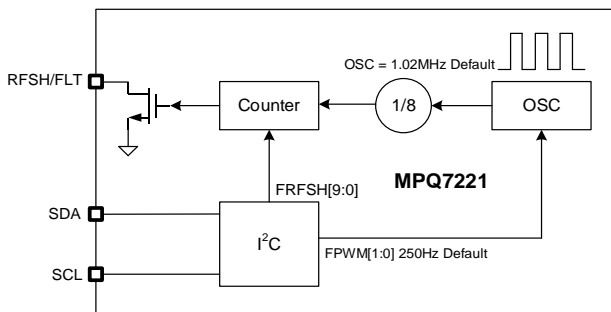 RFSH/FLT
OSC = 1.02MHz Default
Counter
1/8
OSC
FRFSH[9:0]
MPQ7221
SDA
I²C
FPWM[1:0] 250Hz Default
SCL